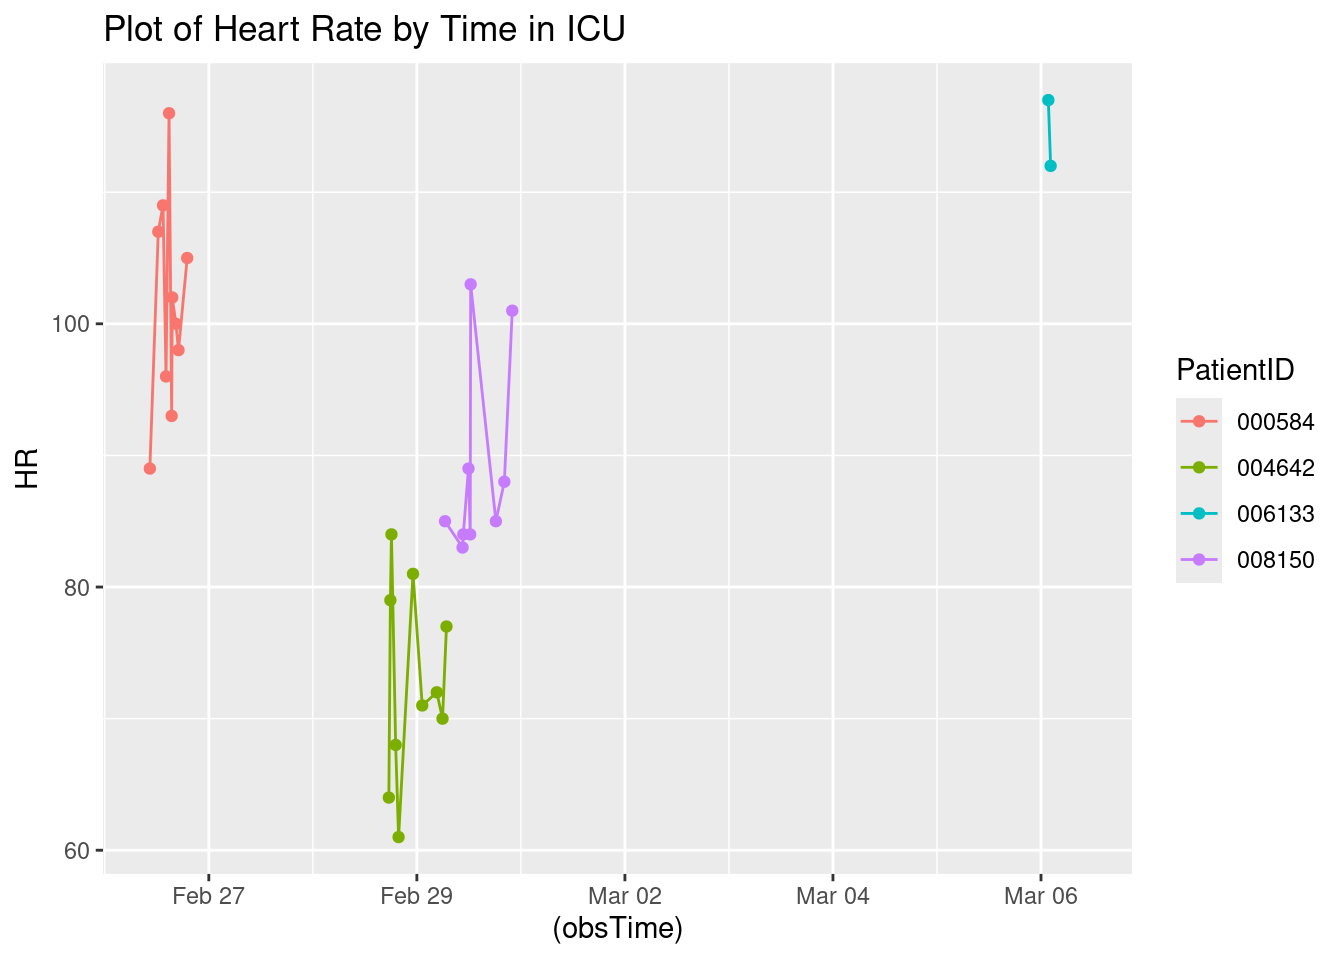 Plot of Heart Rate by Time in ICU
HR
100
80
60
Feb 27
Feb 29
Mar 02
Mar 04
Mar 06
(obsTime)
PatientID
000584
004642
006133
008150